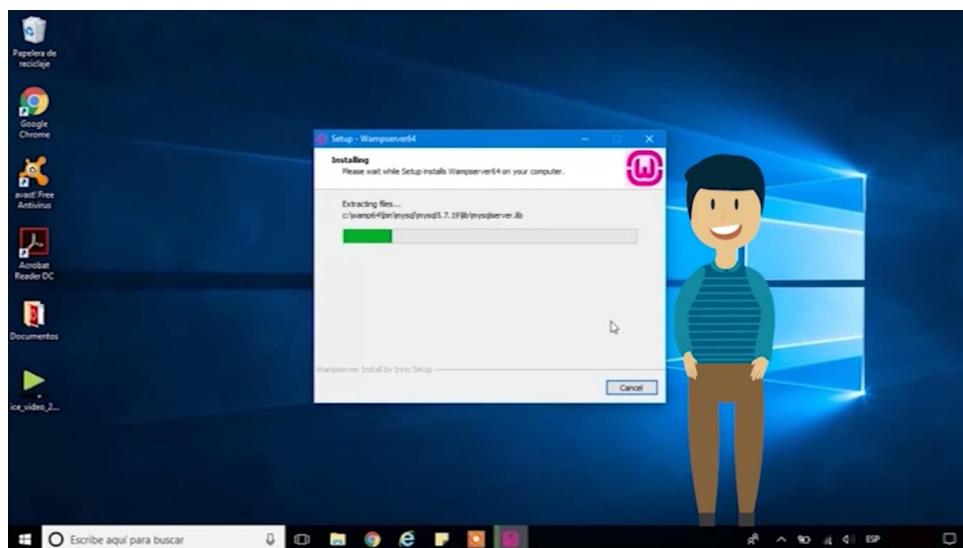 Papelera de
reciclaje
Google
Chrome
avast! Free
Antivirus
Acrobat
Reader DC
Documentos
ice_video_2...
Setup - Wampserver64
Installing
Please wait while Setup installs Wampserver64 on your computer.
Extracting files...
c:\wamp64\bin\mysql\mysql5.7.19\lib\mysqlserver.lib
Wampserver Install by Inno Setup
Cancel
Escribe aquí para buscar
ESP